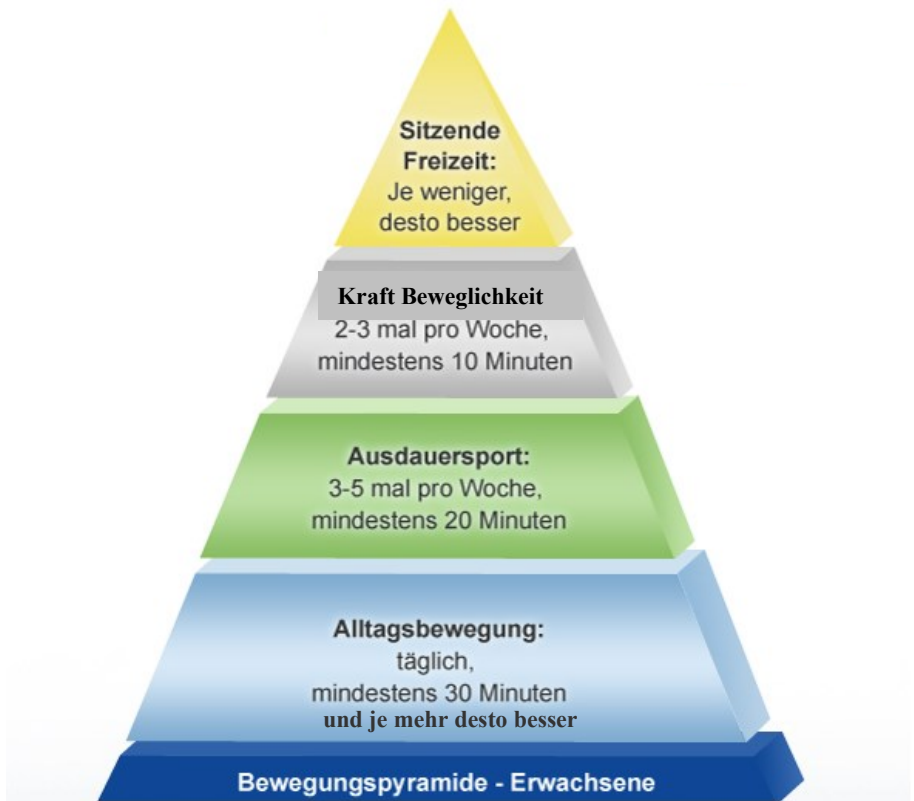 Sitzende
Freizeit:
Je weniger,
desto besser
Kraft Beweglichkeit
2-3 mal pro Woche,
mindestens 10 Minuten
Ausdauersport:
3-5 mal pro Woche,
mindestens 20 Minuten
Alltagsbewegung:
täglich,
mindestens 30 Minuten
und je mehr desto besser
Bewegungspyramide - Erwachsene